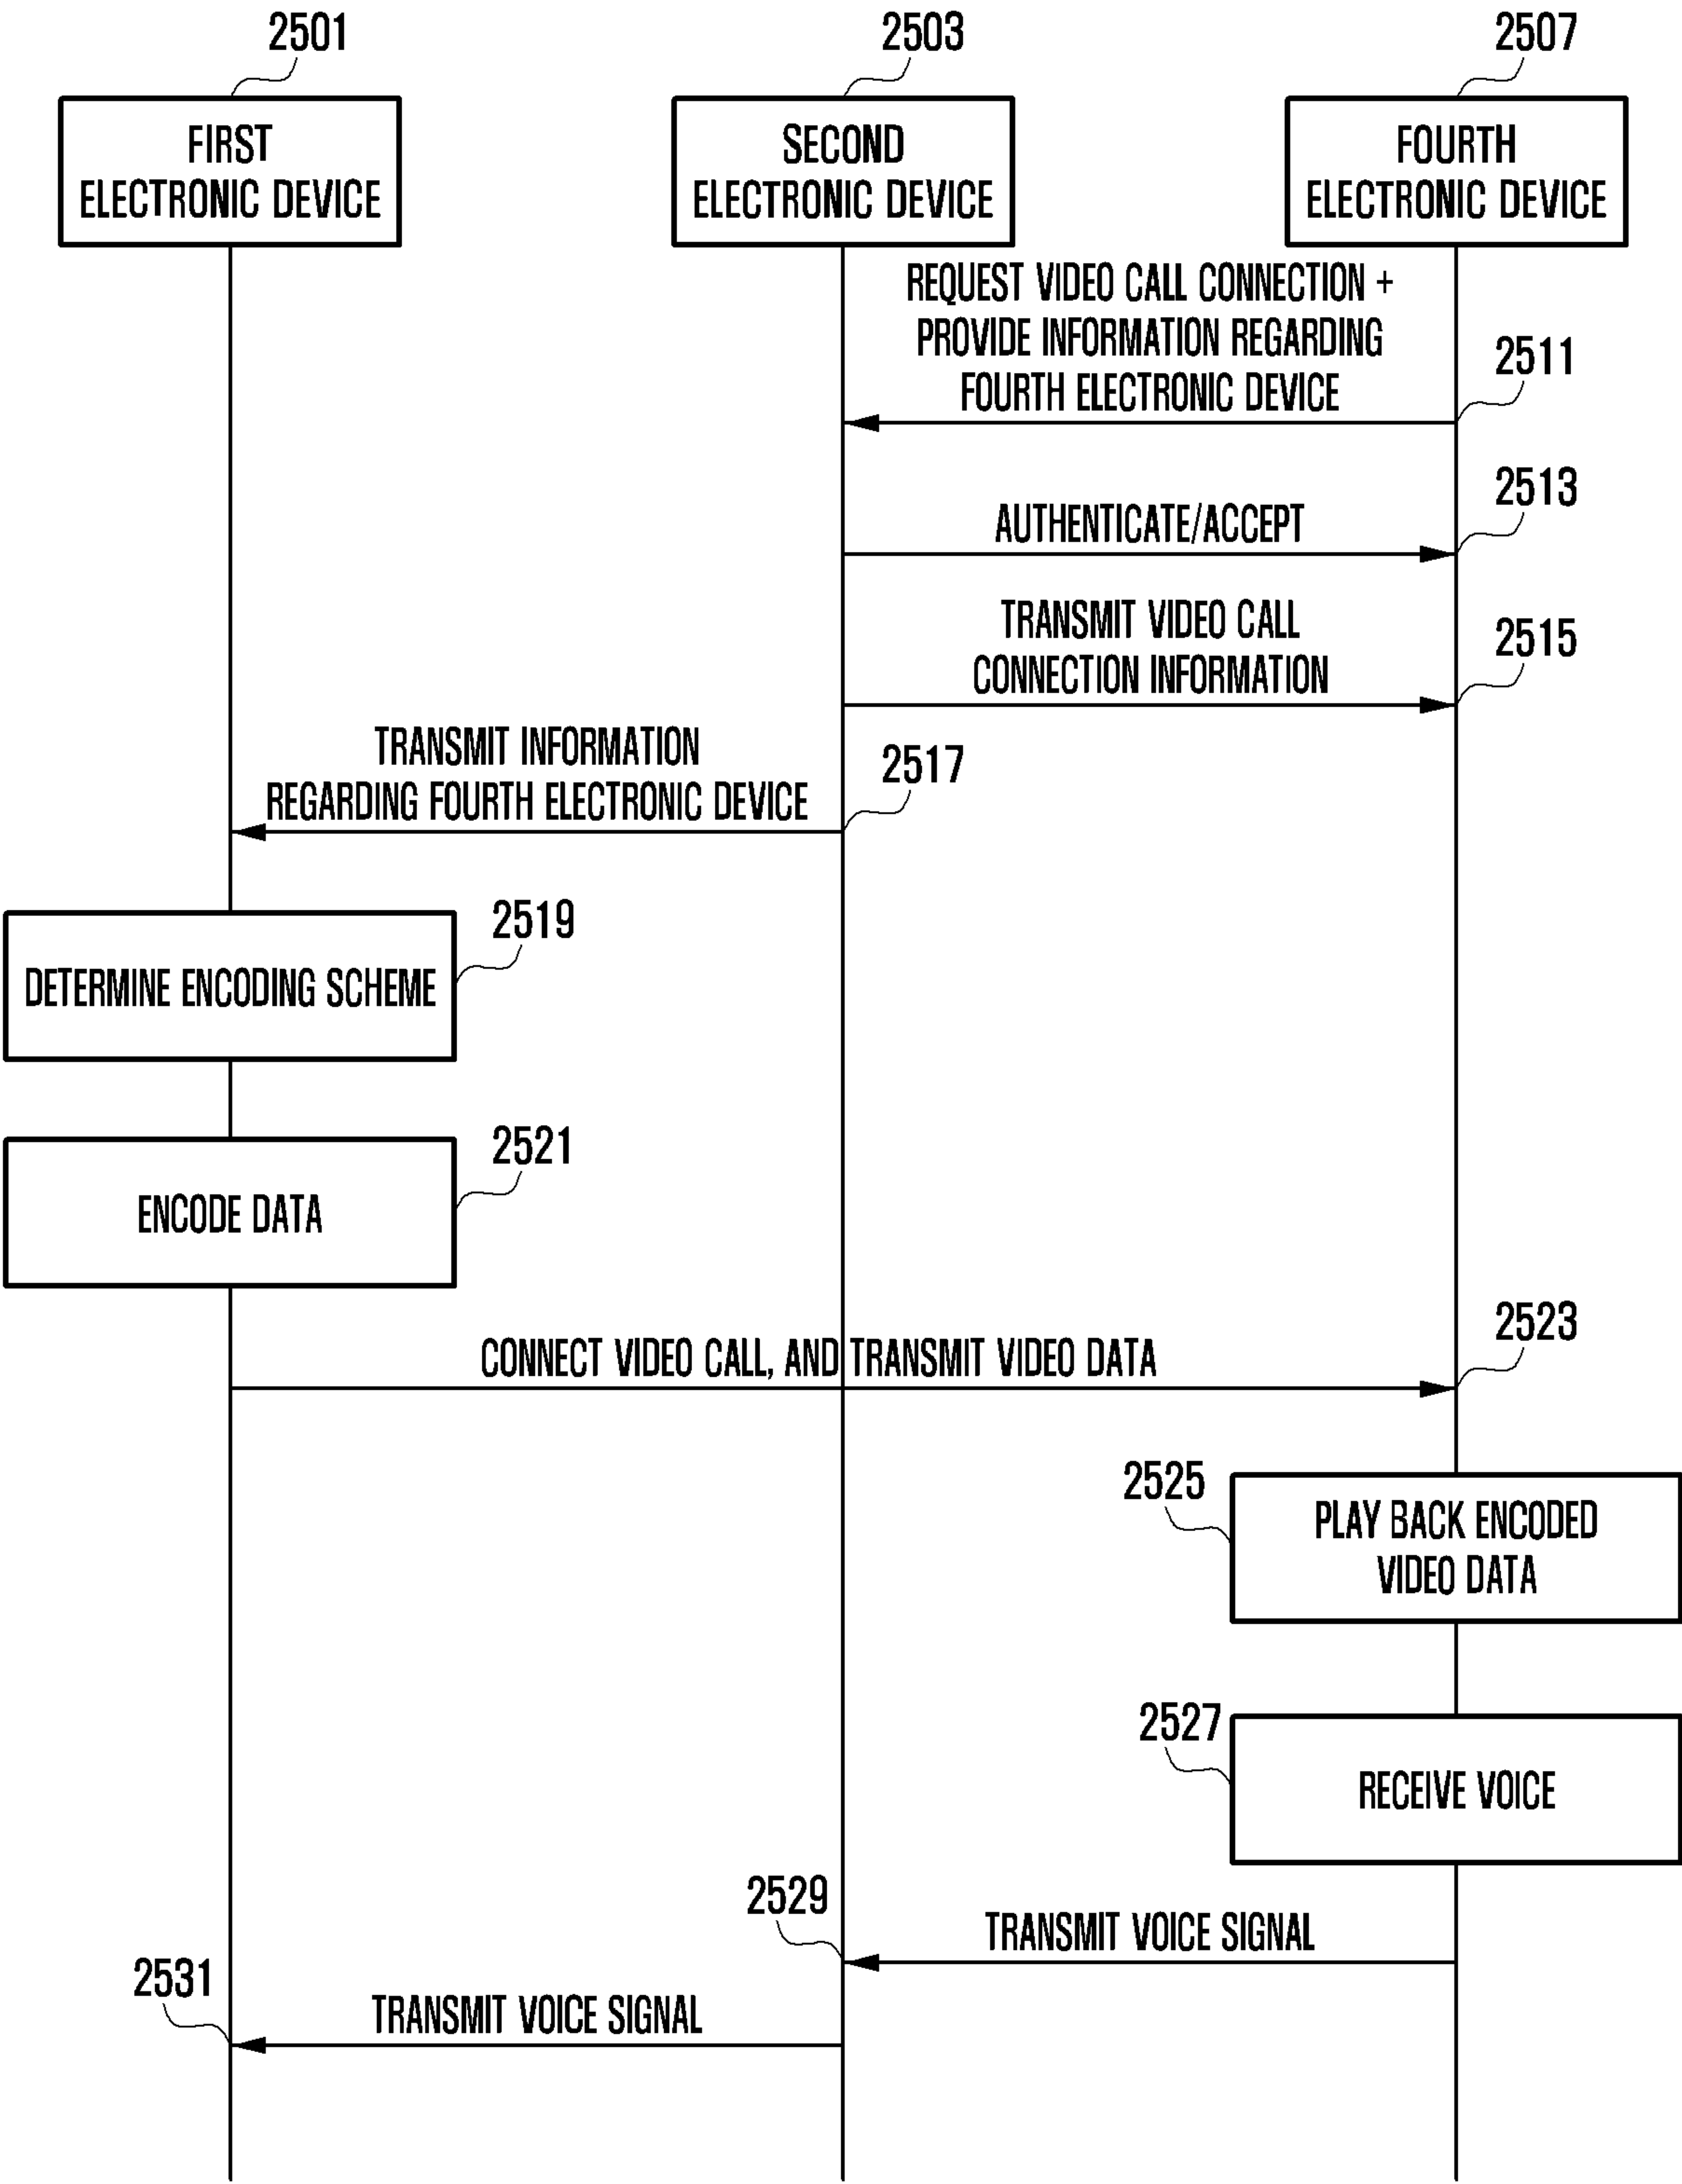 2501
2503
2507
FIRST
ELECTRONIC DEVICE
SECOND
ELECTRONIC DEVICE
FOURTH
ELECTRONIC DEVICE
REQUEST VIDEO CALL CONNECTION +
PROVIDE INFORMATION REGARDING
FOURTH ELECTRONIC DEVICE
2511
AUTHENTICATE/ACCEPT
2513
TRANSMIT VIDEO CALL
CONNECTION INFORMATION
2515
TRANSMIT INFORMATION
REGARDING FOURTH ELECTRONIC DEVICE
2517
DETERMINE ENCODING SCHEME
2519
ENCODE DATA
2521
CONNECT VIDEO CALL, AND TRANSMIT VIDEO DATA
2523
2525
PLAY BACK ENCODED
VIDEO DATA
2527
RECEIVE VOICE
2529
TRANSMIT VOICE SIGNAL
2531
TRANSMIT VOICE SIGNAL